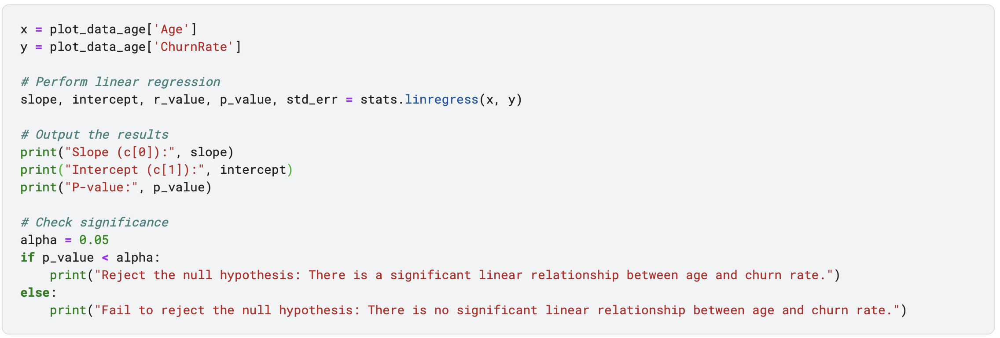 x = plot_data_age['Age']
y = plot_data_age['ChurnRate']

# Perform linear regression
slope, intercept, r_value, p_value, std_err = stats.linregress(x, y)

# Output the results
print("Slope (c[0]):", slope)
print("Intercept (c[1]):", intercept)
print("P-value:", p_value)

# Check significance
alpha = 0.05
if p_value < alpha:
    print("Reject the null hypothesis: There is a significant linear relationship between age and churn rate.")
else:
    print("Fail to reject the null hypothesis: There is no significant linear relationship between age and churn rate.")